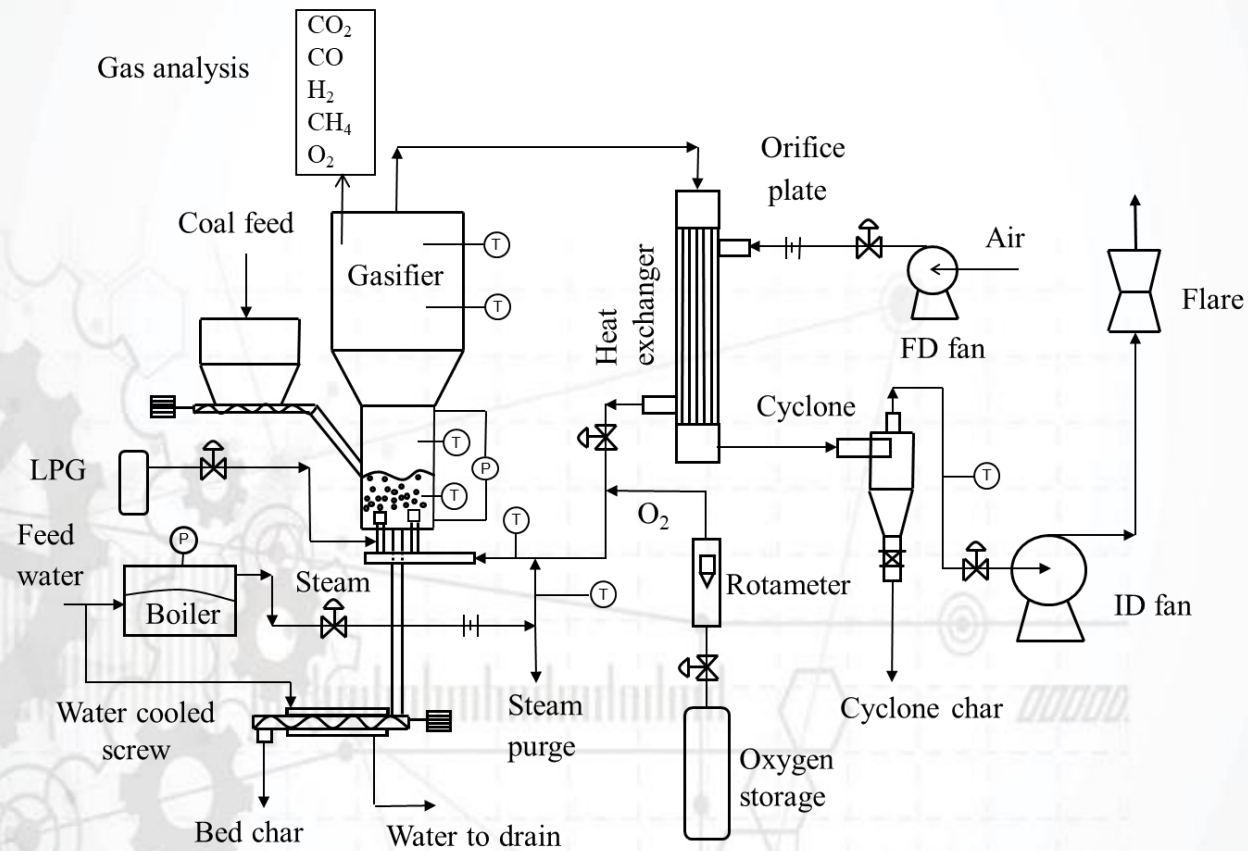 Gas analysis
CO₂
CO
H₂
CH₄
O₂
Orifice
plate
Coal feed
Air
Gasifier
T
T
Heat
exchanger
Flare
FD fan
Cyclone
T
P
T
LPG
T
O₂
T
Feed
water
P
Steam
Rotameter
Boiler
T
ID fan
Water cooled
screw
Steam
purge
Cyclone char
Oxygen
storage
Bed char
Water to drain